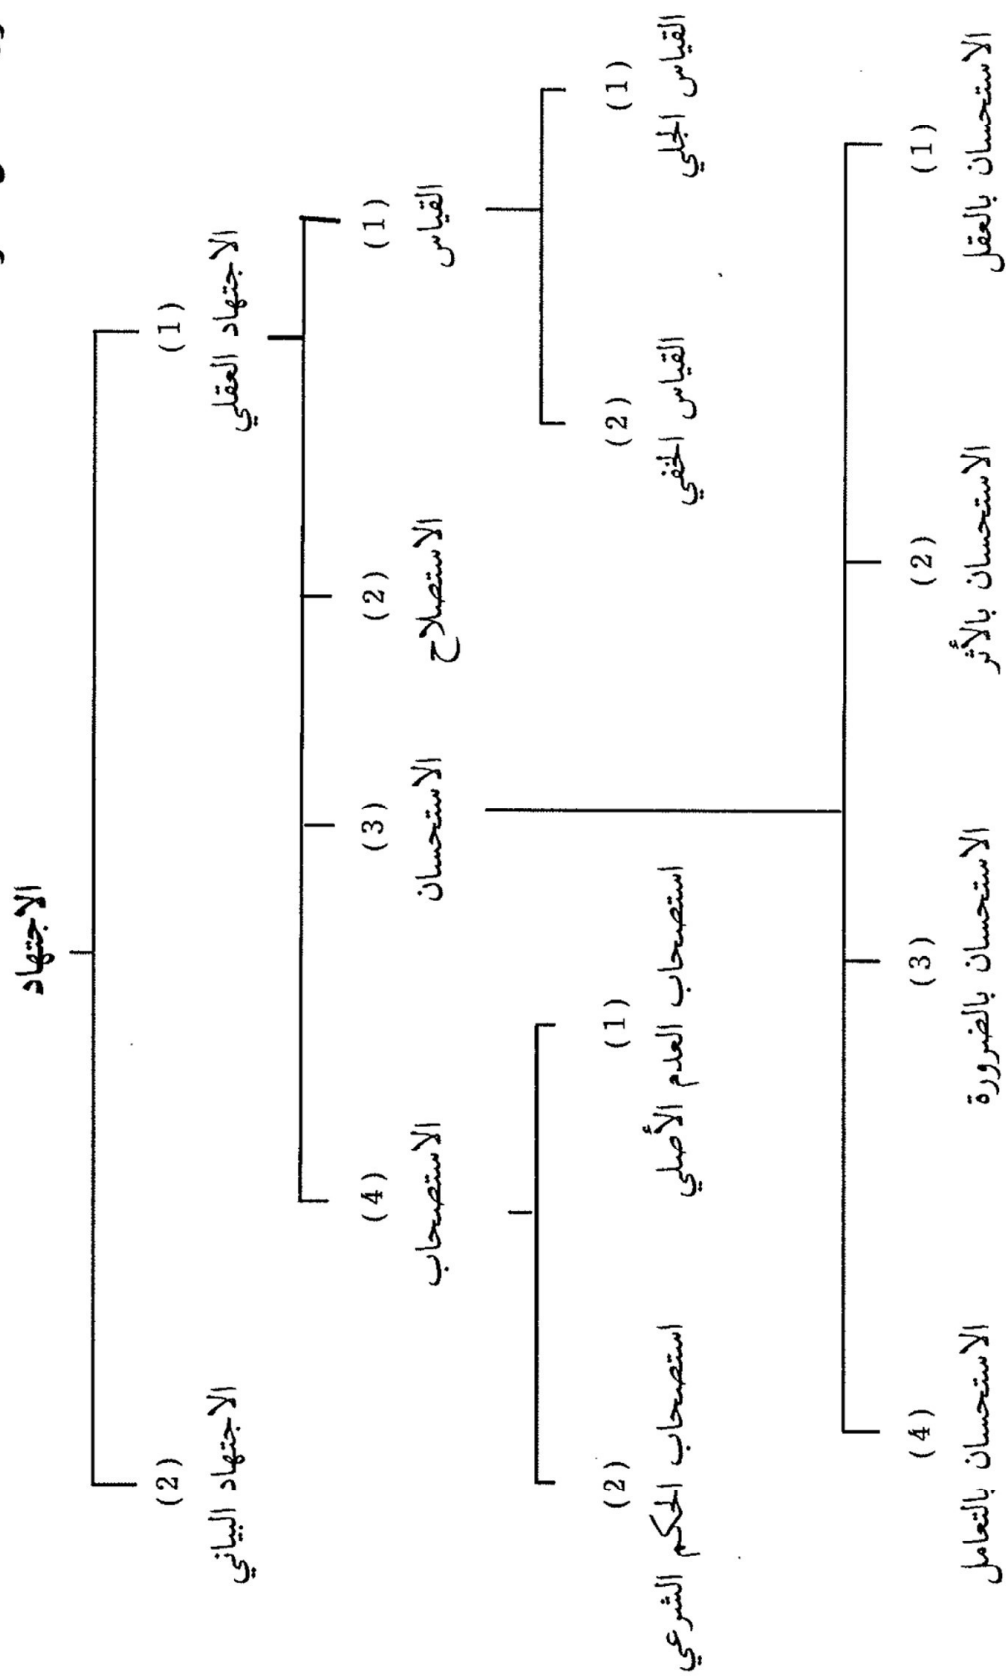 الاجتهاد
(1)
الاجتهاد العقلي
(2)
الاجتهاد البياني
(1)
القياس
(2)
الاستصلاح
(3)
الاستحسان
(4)
الاستصحاب
(1)
القياس الجلي
(2)
القياس الخفي
(1)
استصحاب العدم الأصلي
(2)
استصحاب الحكم الشرعي
(1)
الاستحسان بالعقل
(2)
الاستحسان بالأثر
(3)
الاستحسان بالضرورة
(4)
الاستحسان بالتعامل